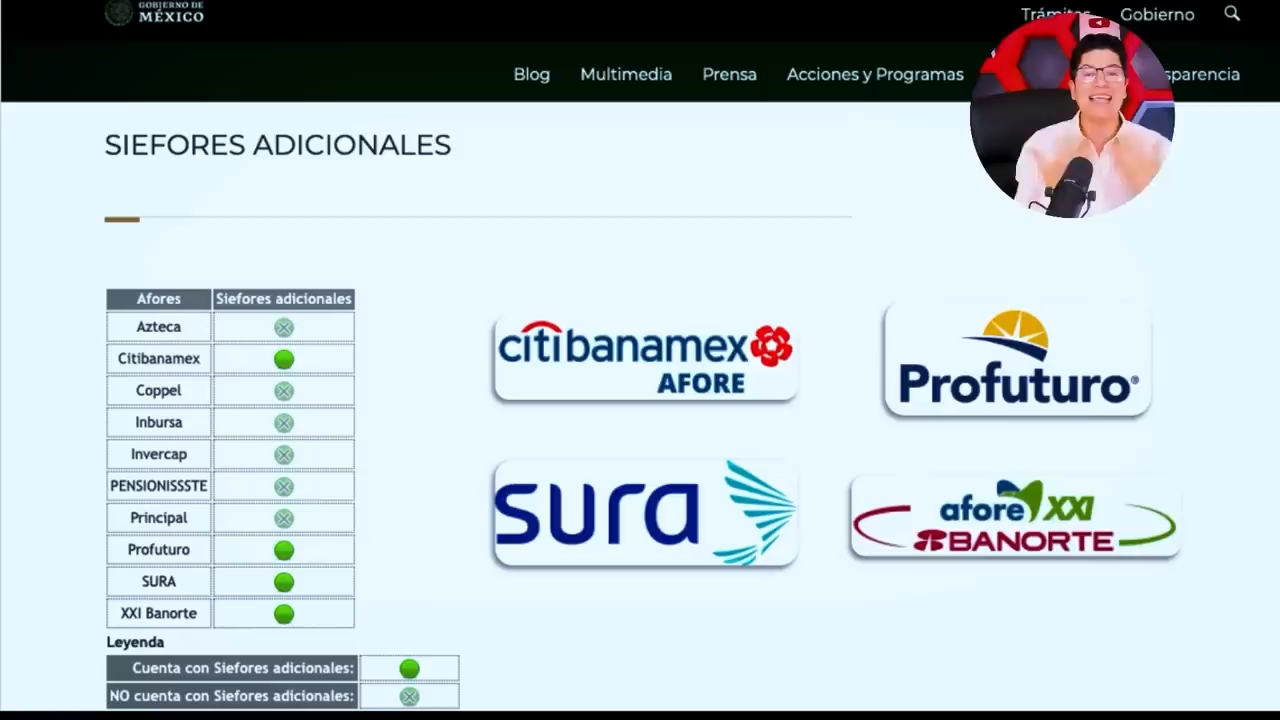 GOBIERNO DE
MÉXICO
Trámites
Gobierno
Blog
Multimedia
Prensa
Acciones y Programas
sparencia
SIEFORES ADICIONALES
Afores
Siefores adicionales
Azteca
Citibanamex
Coppel
Inbursa
Invercap
PENSIONISSSTE
Principal
Profuturo
SURA
XXI Banorte
Leyenda
Cuenta con Siefores adicionales:
NO cuenta con Siefores adicionales:
citibanamex
AFORE
Profuturo®
sura
afore XXI
BANORTE